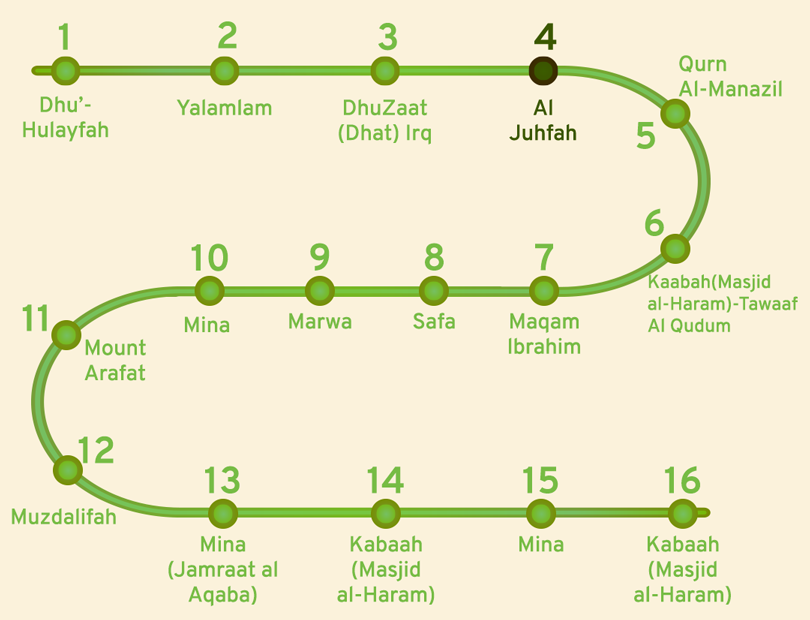 1
Dhu'-
Hulayfah
2
Yalamlam
3
DhuZaat
(Dhat) Irq
4
Al
Juhfah
Qurn
Al-Manazil
5
6
Kaabah(Masjid
al-Haram)-Tawaaf
Al Qudum
7
Maqam
Ibrahim
8
Safa
9
Marwa
10
Mina
11
Mount
Arafat
12
Muzdalifah
13
Mina
(Jamraat al
Aqaba)
14
Kabaah
(Masjid
al-Haram)
15
Mina
16
Kabaah
(Masjid
al-Haram)